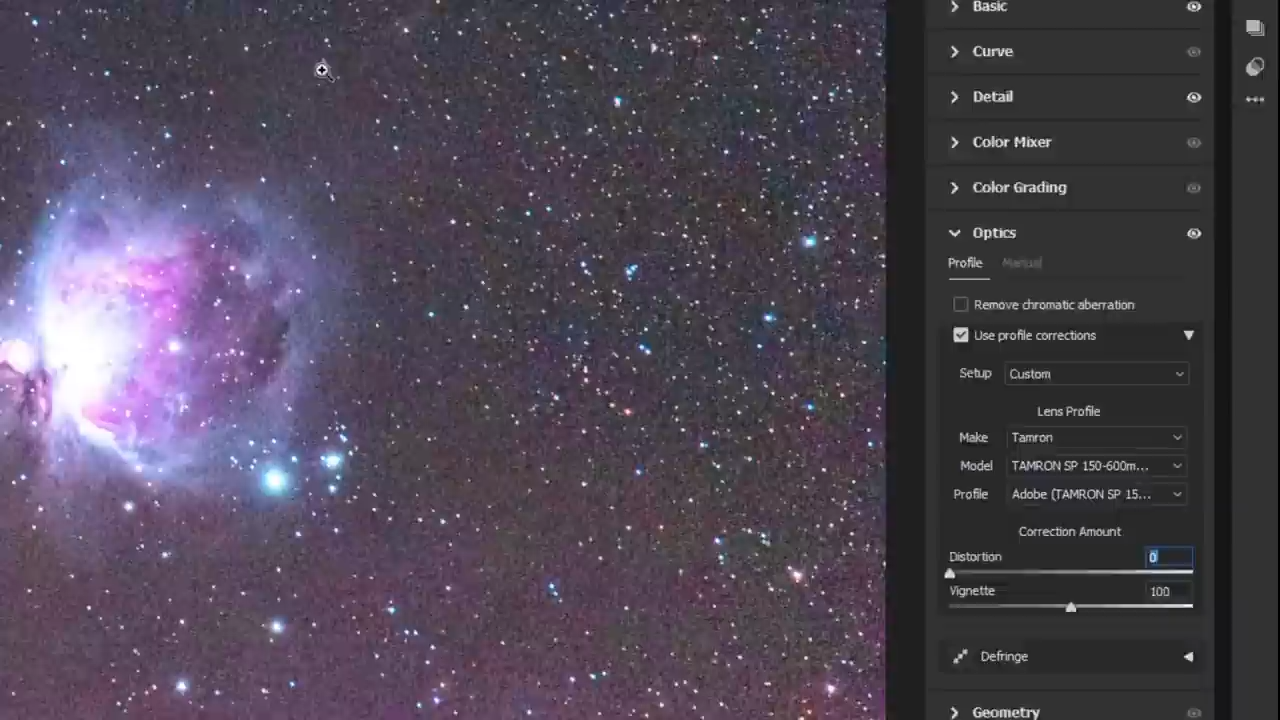 Basic
Curve
Detail
Color Mixer
Color Grading
Optics
Profile Manual
Remove chromatic aberration
Use profile corrections
Setup Custom
Lens Profile
Make Tamron
Model TAMRON SP 150-600m...
Profile Adobe (TAMRON SP 15...
Correction Amount
Distortion 0
Vignette 100
Defringe
Geometry